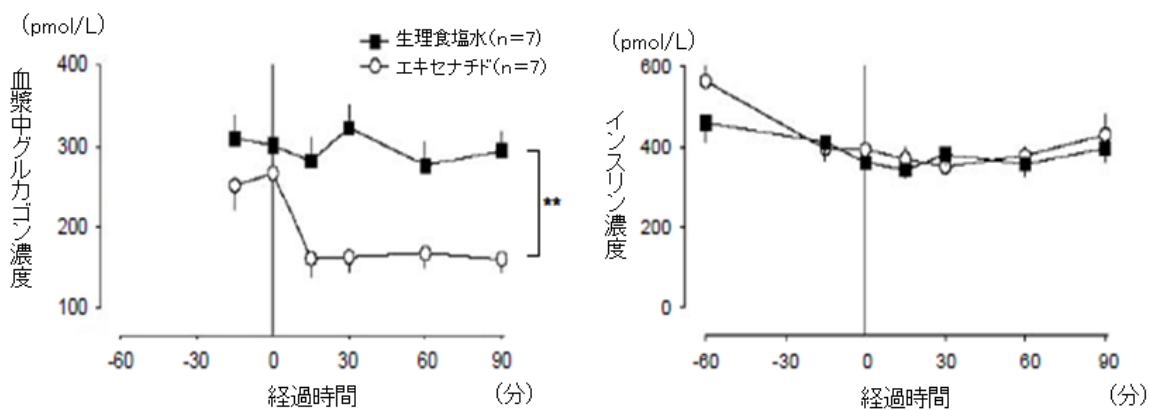 (pmol/L)
生理食塩水(n=7)
エキセナチド(n=7)
血漿中グルカゴン濃度
400
300
200
100
**
-60
-30
0
30
60
90
経過時間
(分)
(pmol/L)
インスリン濃度
600
400
200
0
-60
-30
0
30
60
90
経過時間
(分)